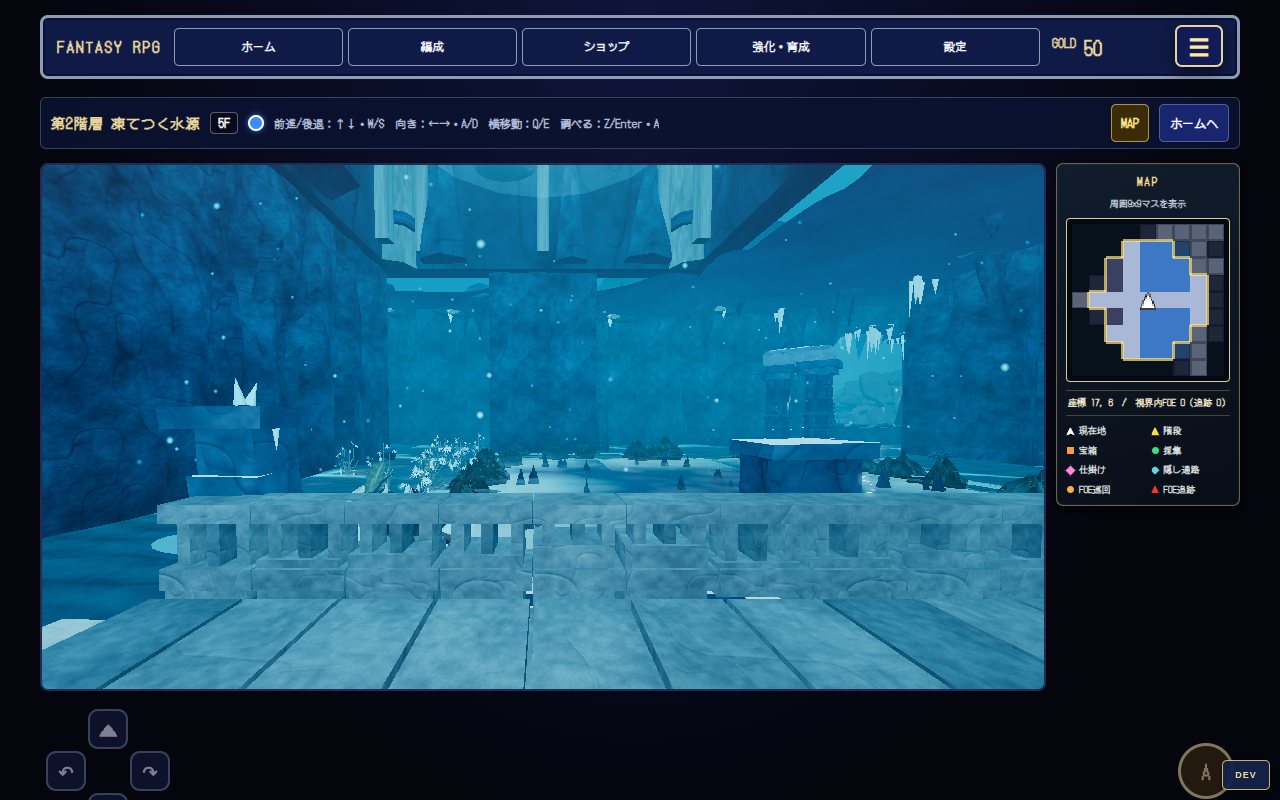 FANTASY RPG
ホーム
編成
ショップ
強化・育成
設定
GOLD 50
第2階層 凍てつく水源
5F
前進/後退：↑↓・W/S 向き：←→・A/D 横移動：Q/E 調べる：Z/Enter・A
MAP
ホームへ
MAP
周囲9x9マスを表示
座標 17, 6 / 視界内FOE 0 (追跡 0)
現在地
階段
宝箱
採集
仕掛け
隠し通路
FOE巡回
FOE追跡
A
DEV